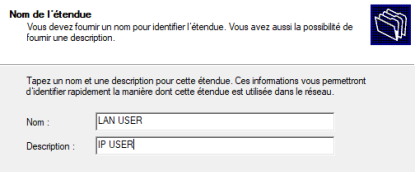 Nom de l'étendue
Vous devez fournir un nom pour identifier l'étendue. Vous avez aussi la possibilité de
fournir une description.
Tapez un nom et une description pour cette étendue. Ces informations vous permettront
d'identifier rapidement la manière dont cette étendue est utilisée dans le réseau.
Nom : LAN USER
Description : IP USER